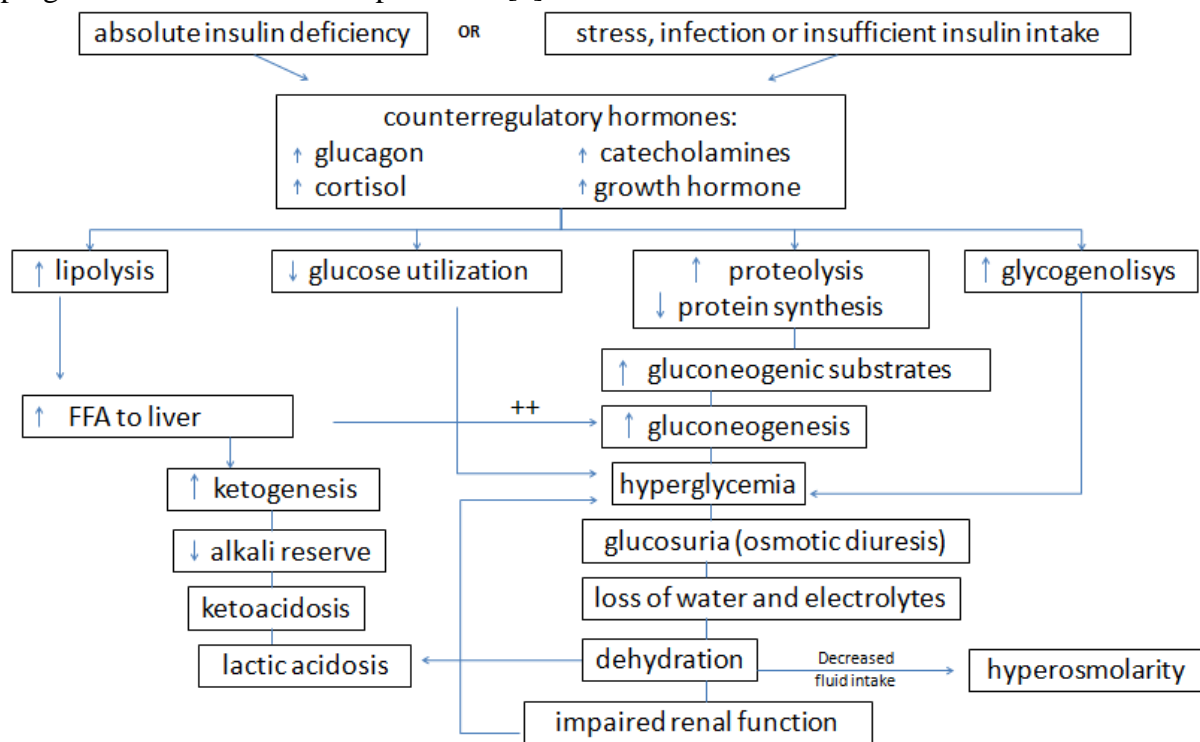 absolute insulin deficiency OR stress, infection or insufficient insulin intake
counterregulatory hormones:
↑ glucagon ↑ catecholamines
↑ cortisol ↑ growth hormone
↑ lipolysis ↓ glucose utilization ↑ proteolysis ↑ glycogenolisys
↓ protein synthesis
↑ gluconeogenic substrates
↑ FFA to liver ++ ↑ gluconeogenesis
↑ ketogenesis hyperglycemia
↓ alkali reserve glucosuria (osmotic diuresis)
ketoacidosis loss of water and electrolytes
lactic acidosis dehydration Decreased hyperosmolarity
fluid intake
impaired renal function